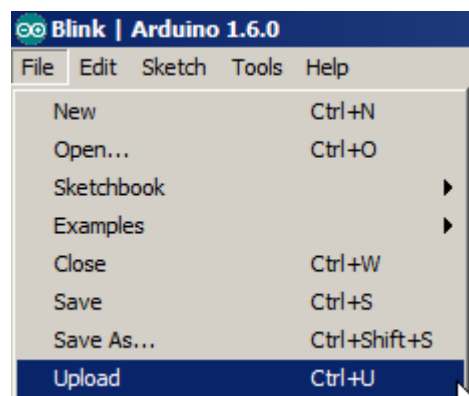 Blink | Arduino 1.6.0
File Edit Sketch Tools Help
New Ctrl+N
Open... Ctrl+O
Sketchbook
Examples
Close Ctrl+W
Save Ctrl+S
Save As... Ctrl+Shift+S
Upload Ctrl+U